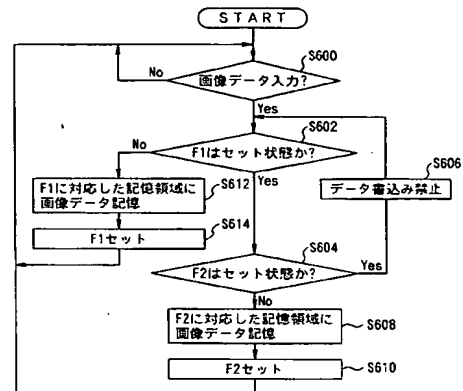 START
S600
画像データ入力?
No
Yes
S602
F1はセット状態か?
No
Yes
S606
データ書込み禁止
F1に対応した記憶領域に
画像データ記憶
S612
F1セット
S614
S604
F2はセット状態か?
Yes
No
F2に対応した記憶領域に
画像データ記憶
S608
F2セット
S610